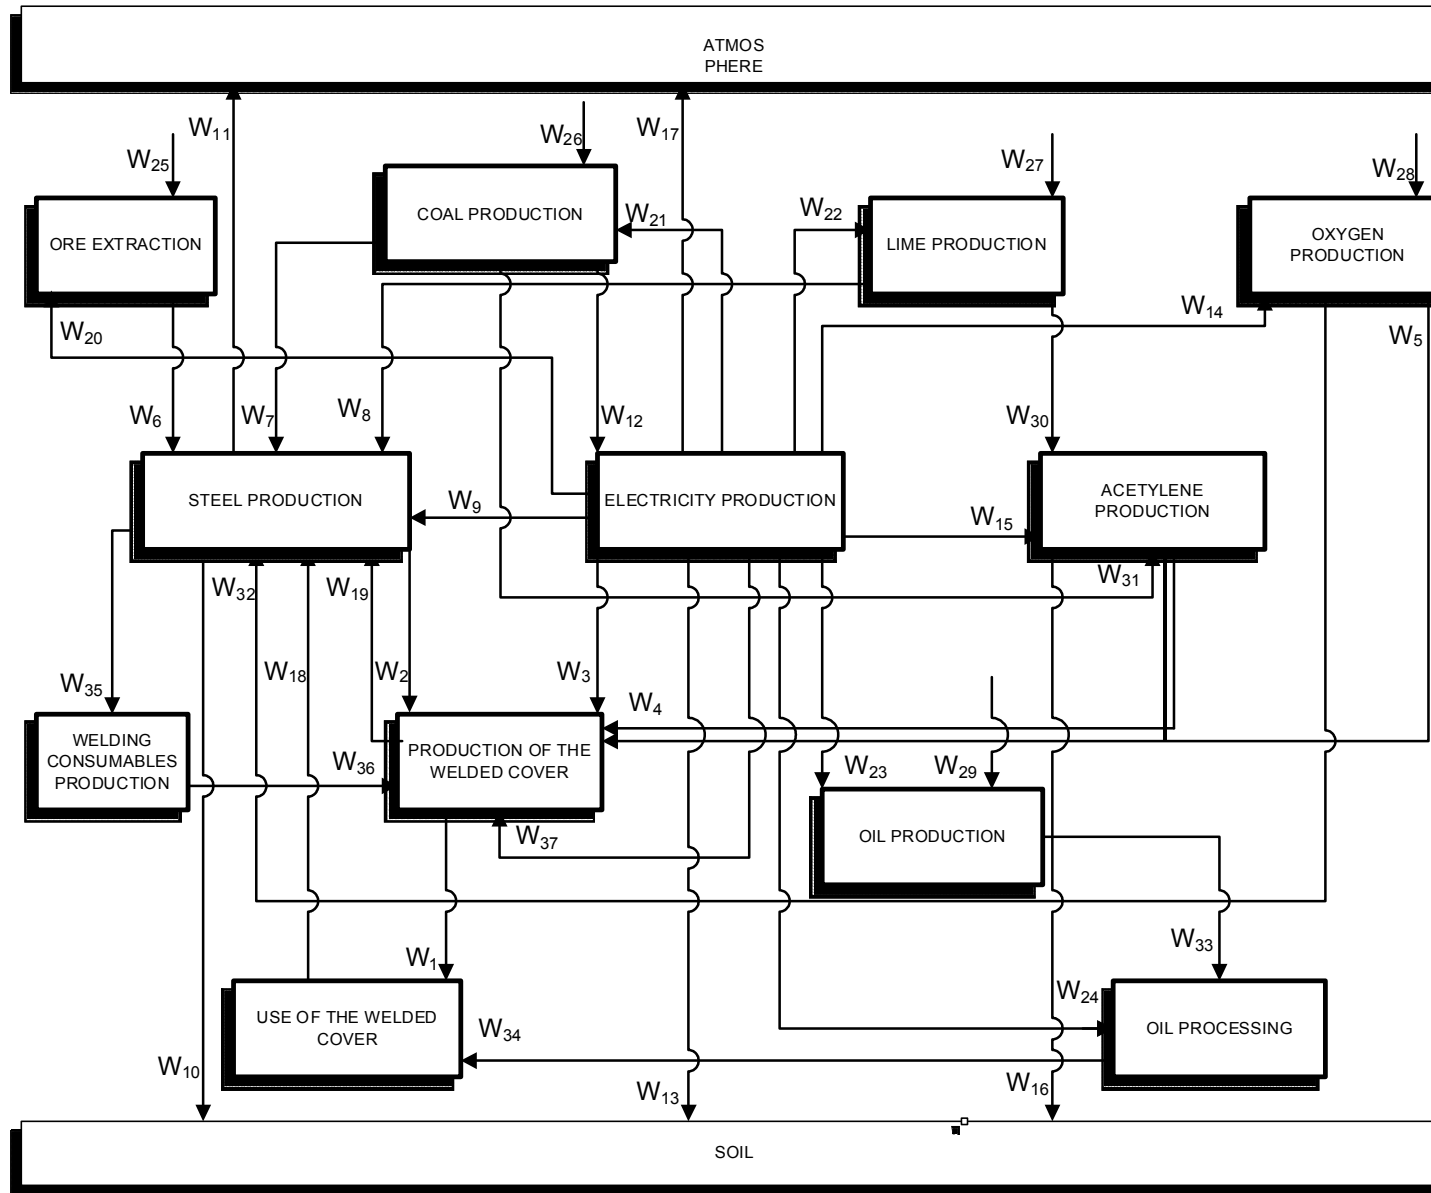 ATMOS
PHERE
W11
W26
W17
W25
W27
W28
COAL PRODUCTION
W21
W22
ORE EXTRACTION
LIME PRODUCTION
OXYGEN
PRODUCTION
W20
W14
W5
W6
W7
W8
W12
W30
STEEL PRODUCTION
W9
ELECTRICITY PRODUCTION
W15
ACETYLENE
PRODUCTION
W32
W19
W31
W35
W18
W2
W3
W4
WELDING
CONSUMABLES
PRODUCTION
W36
PRODUCTION OF THE
WELDED COVER
W23
W29
W37
OIL PRODUCTION
W1
W33
W24
USE OF THE WELDED
COVER
W34
OIL PROCESSING
W10
W13
W16
SOIL